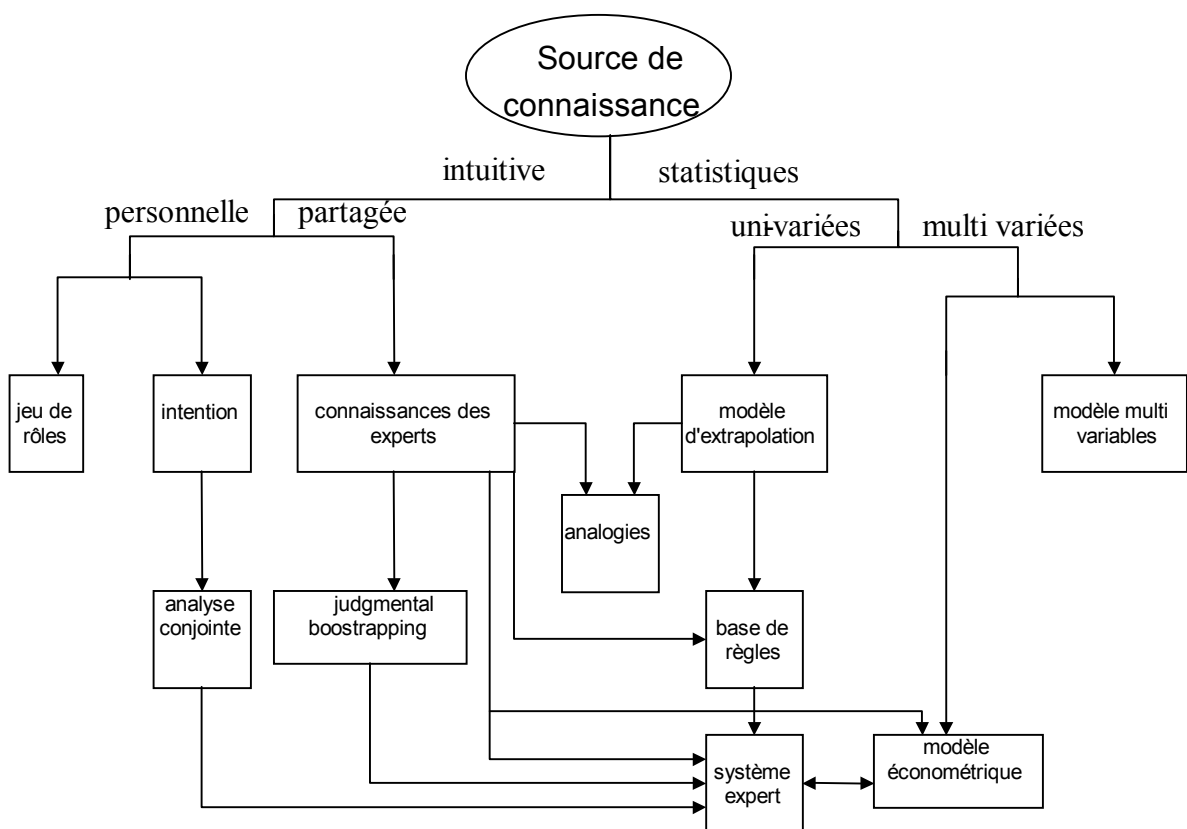 Source de
connaissance
intuitive
statistiques
personnelle
partagée
uni-variées
multi variées
jeu de
rôles
intention
connaissances des
experts
modèle
d'extrapolation
modèle multi
variables
analogies
analyse
conjointe
judgmental
boostrapping
base de
règles
système
expert
modèle
économétrique